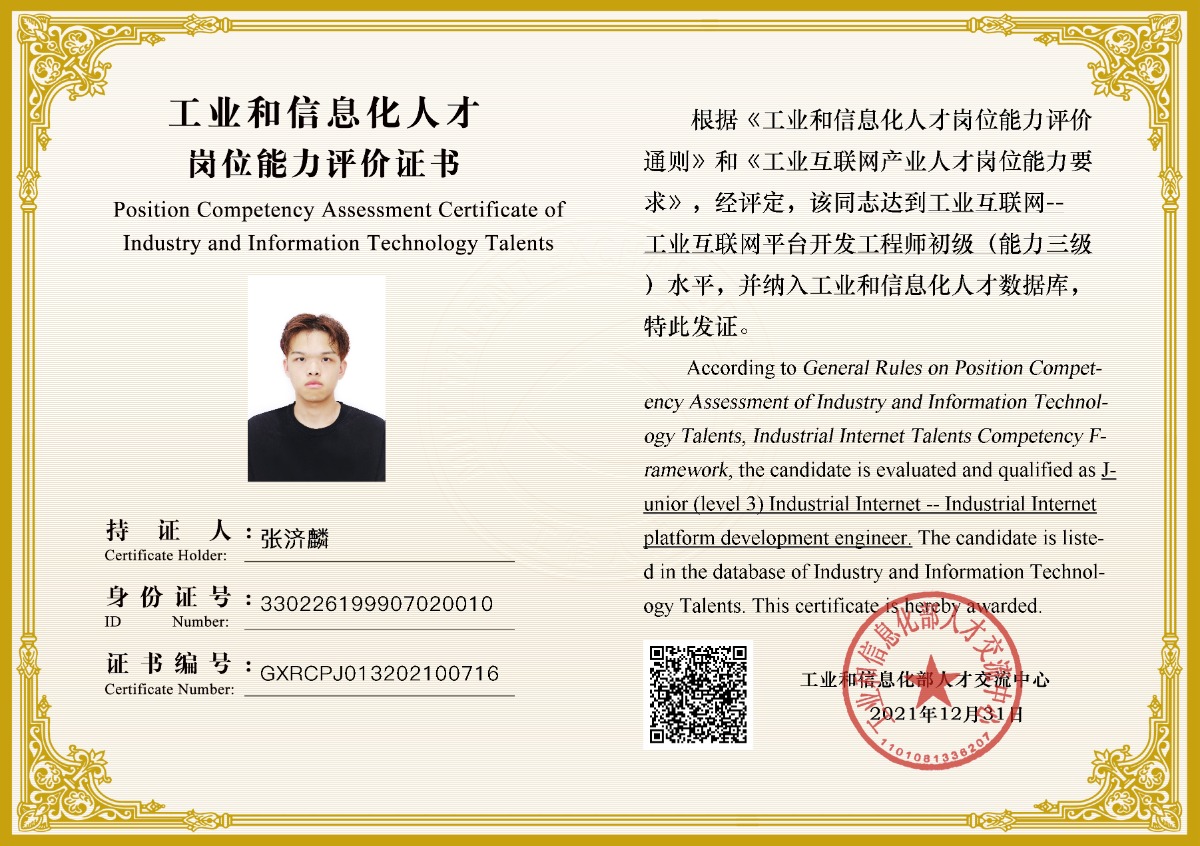 工业和信息化人才
岗位能力评价证书
Position Competency Assessment Certificate of
Industry and Information Technology Talents
持证人：张济麟
Certificate Holder:
身份证号：330226199907020010
ID Number:
证书编号：GXRCPJ013202100716
Certificate Number:
根据《工业和信息化人才岗位能力评价
通则》和《工业互联网产业人才岗位能力要
求》，经评定，该同志达到工业互联网--
工业互联网平台开发工程师初级（能力三级
）水平，并纳入工业和信息化人才数据库，
特此发证。
According to General Rules on Position Compet-
ency Assessment of Industry and Information Technol-
ogy Talents, Industrial Internet Talents Competency F-
ramework, the candidate is evaluated and qualified as J-
unior (level 3) Industrial Internet -- Industrial Internet
platform development engineer. The candidate is liste-
d in the database of Industry and Information Technol-
ogy Talents. This certificate is hereby awarded.
工业和信息化部人才交流中心
2021年12月31日
工业和信息化部人才交流中心
1101081336207